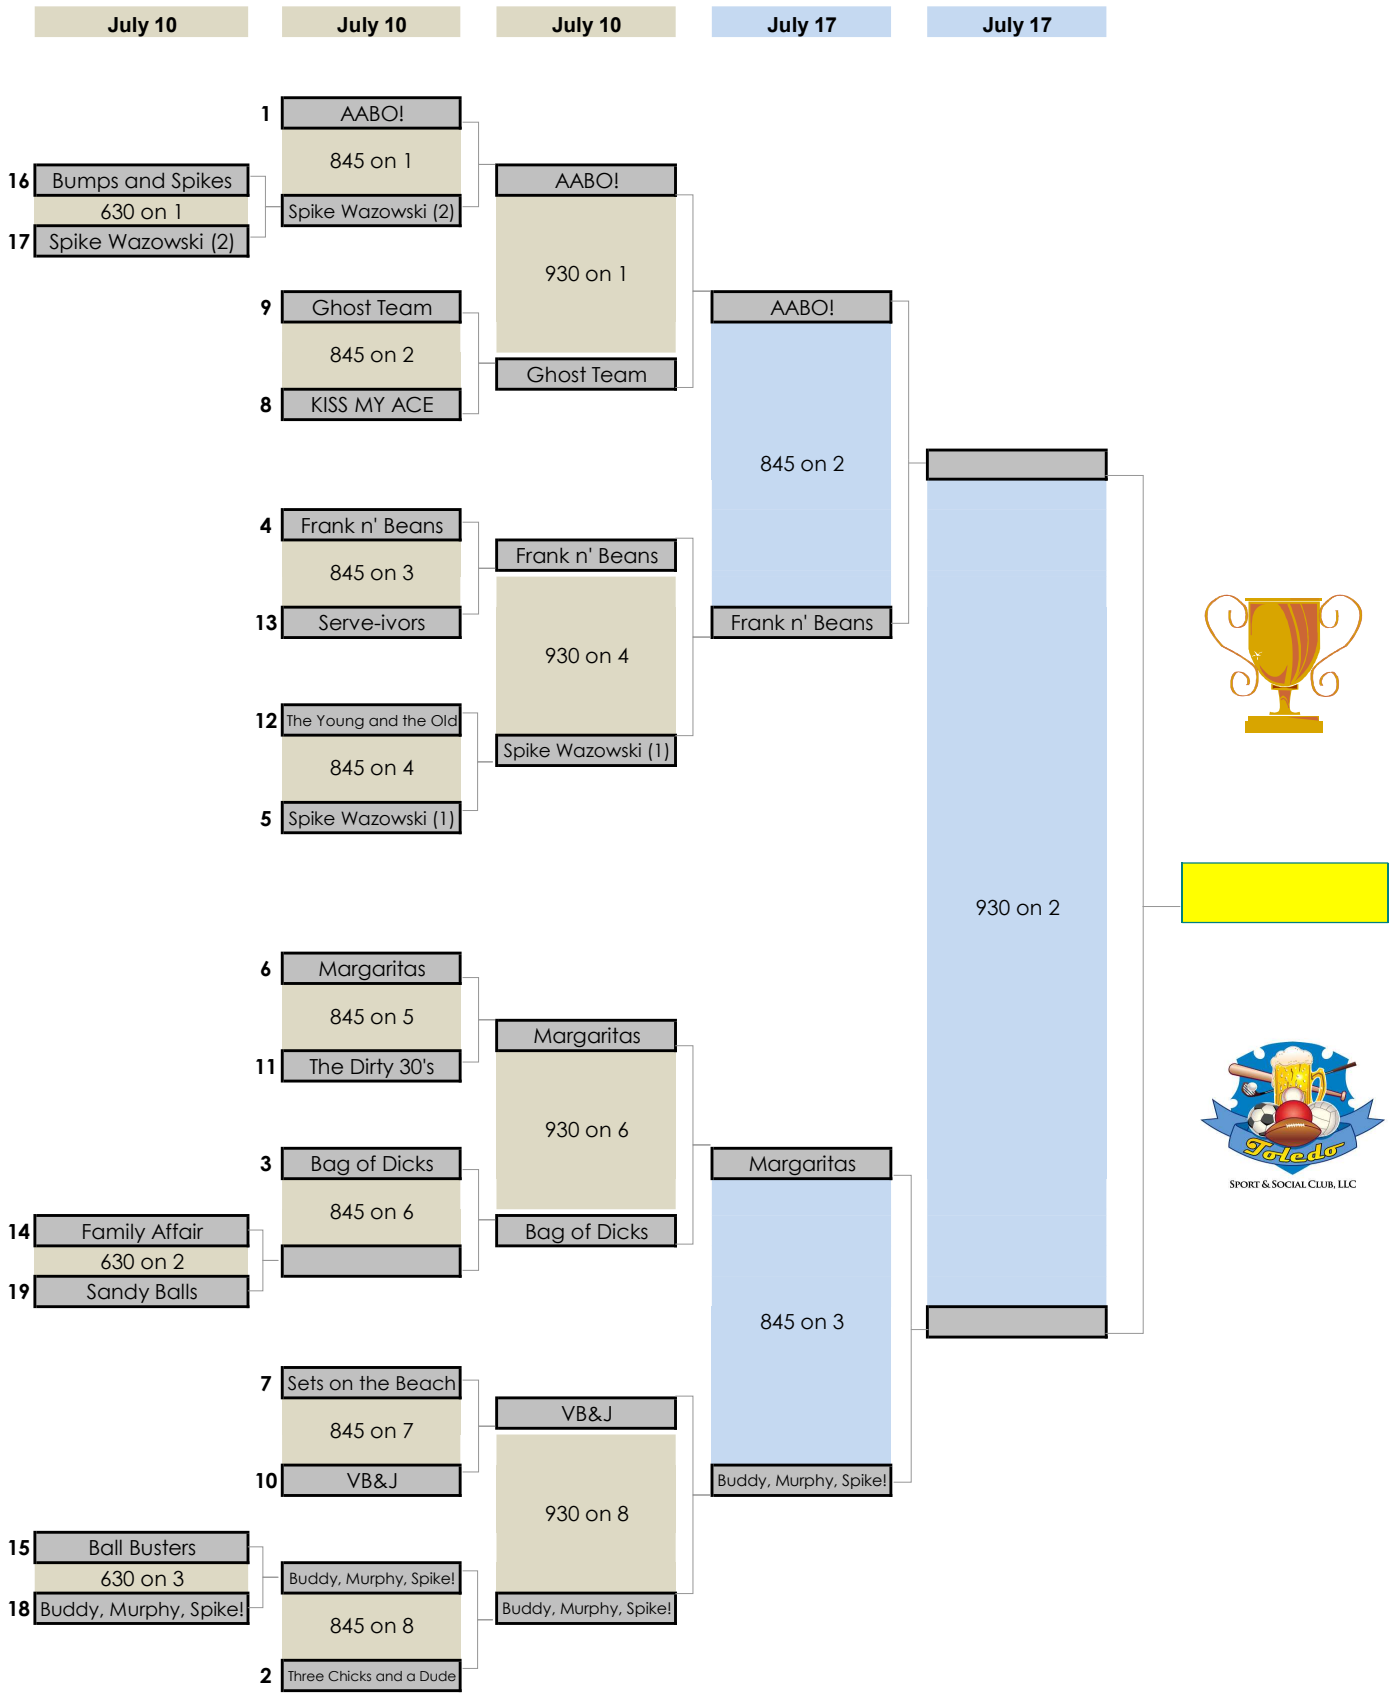 July 10 July 10 July 10 July 17 July 17
1 AABO!
845 on 1
16 Bumps and Spikes
AABO!
630 on 1
Spike Wazowski (2)
17 Spike Wazowski (2)
930 on 1
9 Ghost Team
AABO!
845 on 2
Ghost Team
8 KISS MY ACE
845 on 2
4 Frank n' Beans
Frank n' Beans
845 on 3
13 Serve-ivors
Frank n' Beans
930 on 4
12 The Young and the Old
Spike Wazowski (1)
845 on 4
5 Spike Wazowski (1)
930 on 2
6 Margaritas
845 on 5
Margaritas
11 The Dirty 30's
930 on 6
3 Bag of Dicks
Margaritas
845 on 6
14 Family Affair
Bag of Dicks
630 on 2
19 Sandy Balls
845 on 3
Toledo
SPORT & SOCIAL CLUB, LLC
7 Sets on the Beach
VB&J
845 on 7
10 VB&J
Buddy, Murphy, Spike!
930 on 8
15 Ball Busters
630 on 3
Buddy, Murphy, Spike!
18 Buddy, Murphy, Spike!
Buddy, Murphy, Spike!
845 on 8
2 Three Chicks and a Dude